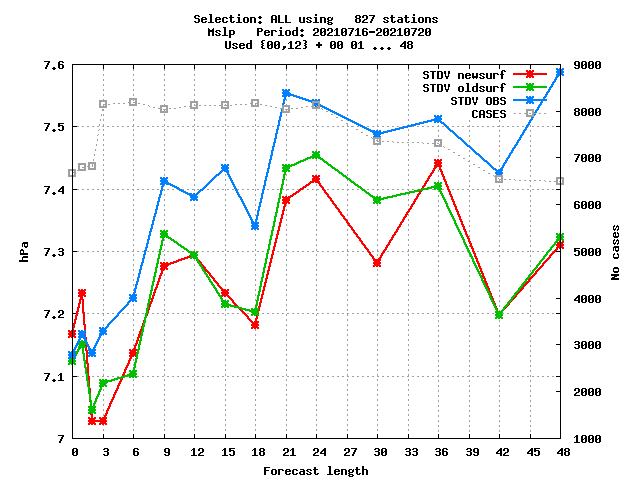 Selection: ALL using   827 stations
Mslp   Period: 20210716-20210720
Used {00,12} + 00 01 ... 48
7.6
7.5
7.4
7.3
7.2
7.1
7
hPa
STDV newsurf
STDV oldsurf
STDV OBS
CASES
9000
8000
7000
6000
5000
4000
3000
2000
1000
No cases
0 3 6 9 12 15 18 21 24 27 30 33 36 39 42 45 48
Forecast length